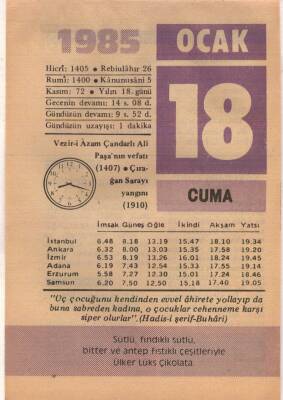 1985 OCAK
Hicrî: 1405 • Rebiulâhır 26
Rumî: 1400 • Kânunusâni 5
Kasım: 72 • Yılın 18. günü
Gecenin devamı: 14 s. 08 d.
Gündüzün devamı: 9 s. 52 d.
Gündüzün uzayışı: 1 dakika
18
Vezir-i Âzam Çandarlı Ali
Paşa'nın vefatı
(1407) • Çıra-
ğan Sarayı
yangını
(1910)
CUMA
İmsak Güneş Öğle İkindi Akşam Yatsı
İstanbul 6.48 8.18 13.19 15.47 18.10 19.34
Ankara 6.32 8.00 13.03 15.35 17.58 19.20
İzmir 6.53 8.19 13.26 16.01 18.24 19.45
Adana 6.19 7.43 12.54 15.33 17.55 19.14
Erzurum 5.58 7.27 12.30 15.01 17.24 18.46
Samsun 6.20 7.50 12.50 15.18 17.40 19.05
"Üç çocuğunu kendinden evvel âhirete yollayıp da
buna sabreden kadına, o çocuklar cehenneme karşı
siper olurlar". (Hadis-i şerif-Buhâri)
Sütlü, fındıklı sütlü,
bitter ve antep fıstıklı çeşitleriyle
Ülker Lüks Çikolata.